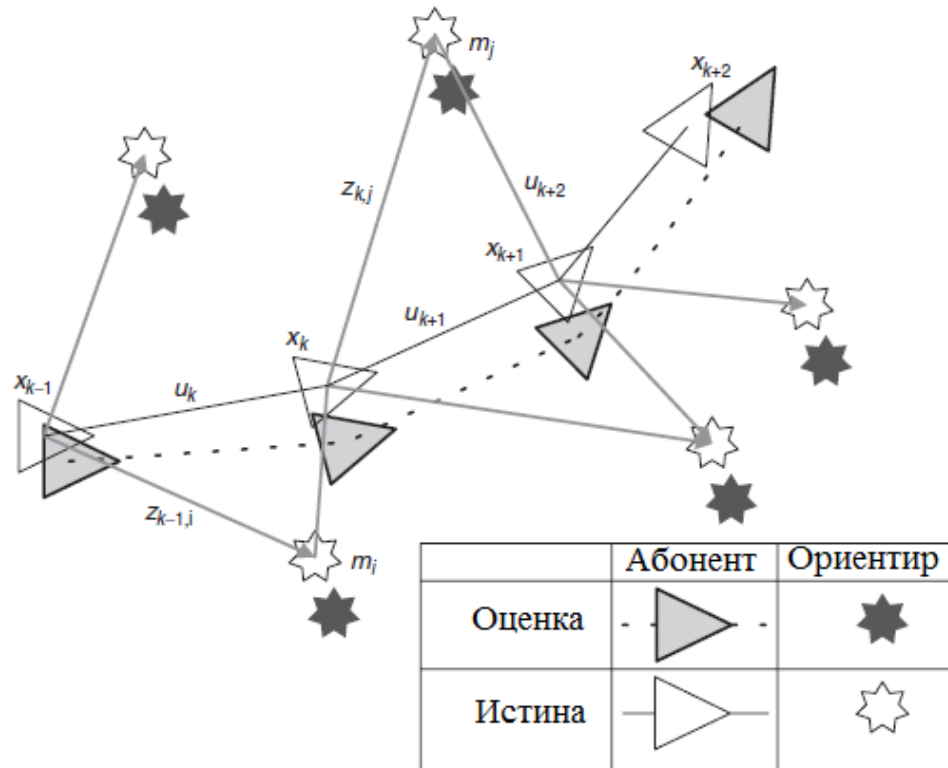 m_j
x_{k+2}
z_{k,j}
u_{k+2}
x_{k+1}
u_{k+1}
x_k
x_{k–1}
u_k
z_{k–1,i}
m_i
Абонент Ориентир
Оценка
Истина